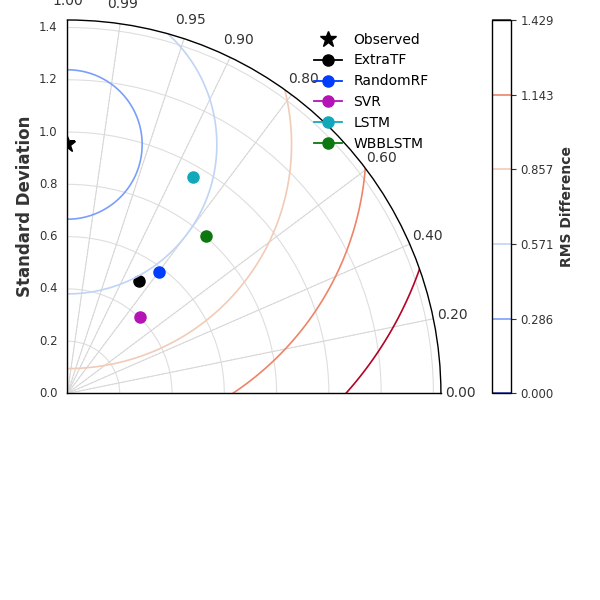 1.00
0.99
0.95
0.90
0.80
0.60
0.40
0.20
0.00
1.4
1.2
1.0
0.8
0.6
0.4
0.2
0.0
Standard Deviation
Observed
ExtraTF
RandomRF
SVR
LSTM
WBBLSTM
1.429
1.143
0.857
0.571
0.286
0.000
RMS Difference